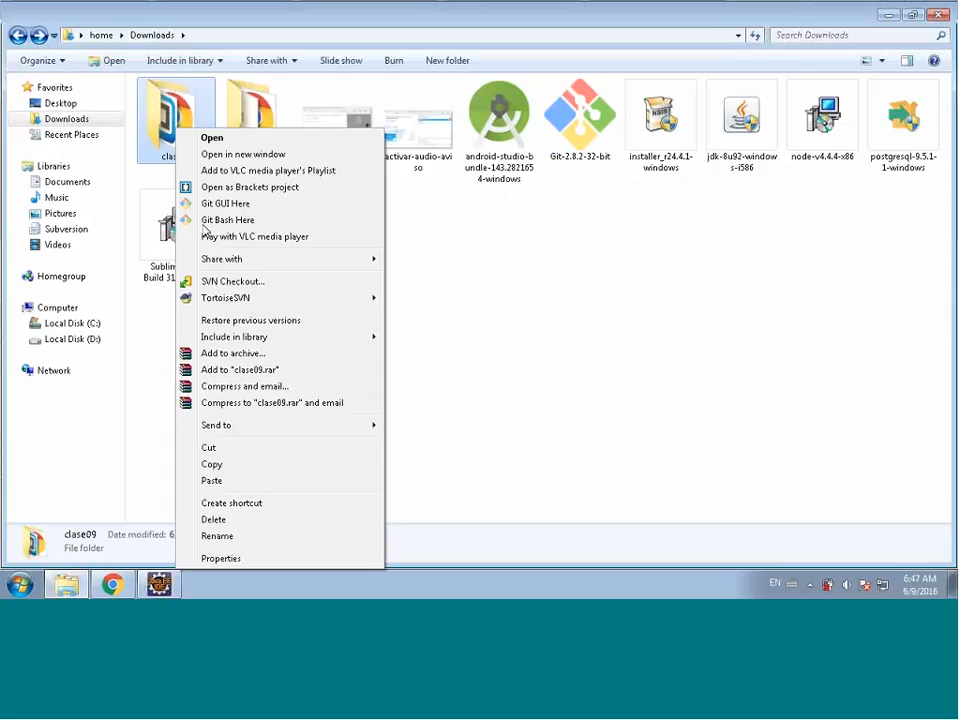 home
Downloads
Search Downloads
Organize
Open
Include in library
Share with
Slide show
Burn
New folder
Favorites
Desktop
Downloads
Recent Places
Libraries
Documents
Music
Pictures
Subversion
Videos
Homegroup
Computer
Local Disk (C:)
Local Disk (D:)
Network
activar-audio-avi
so
android-studio-b
undle-143.282165
4-windows
Git-2.8.2-32-bit
installer_r24.4.1-
windows
jdk-8u92-window
s-i586
node-v4.4.4-x86
postgresql-9.5.1-
1-windows
Sublim
Build 31
Open
Open in new window
Add to VLC media player's Playlist
Open as Brackets project
Git GUI Here
Git Bash Here
Play with VLC media player
Share with
SVN Checkout...
TortoiseSVN
Restore previous versions
Include in library
Add to archive...
Add to "clase09.rar"
Compress and email...
Compress to "clase09.rar" and email
Send to
Cut
Copy
Paste
Create shortcut
Delete
Rename
Properties
clase09
Date modified: 6
File folder
EN
6:47 AM
6/9/2016